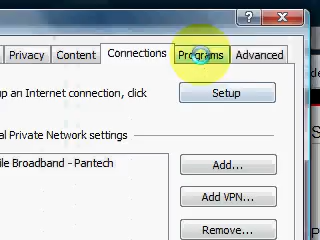 Privacy Content Connections Programs Advanced
up an Internet connection, click Setup
al Private Network settings
ile Broadband - Pantech Add...
Add VPN...
Remove...